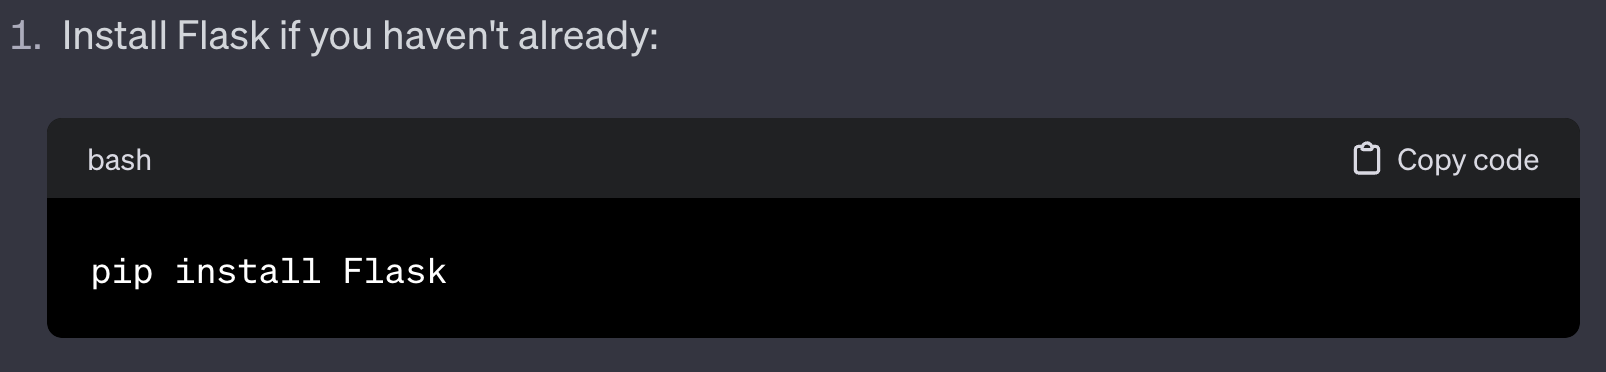 1. Install Flask if you haven't already:
bash
Copy code
pip install Flask